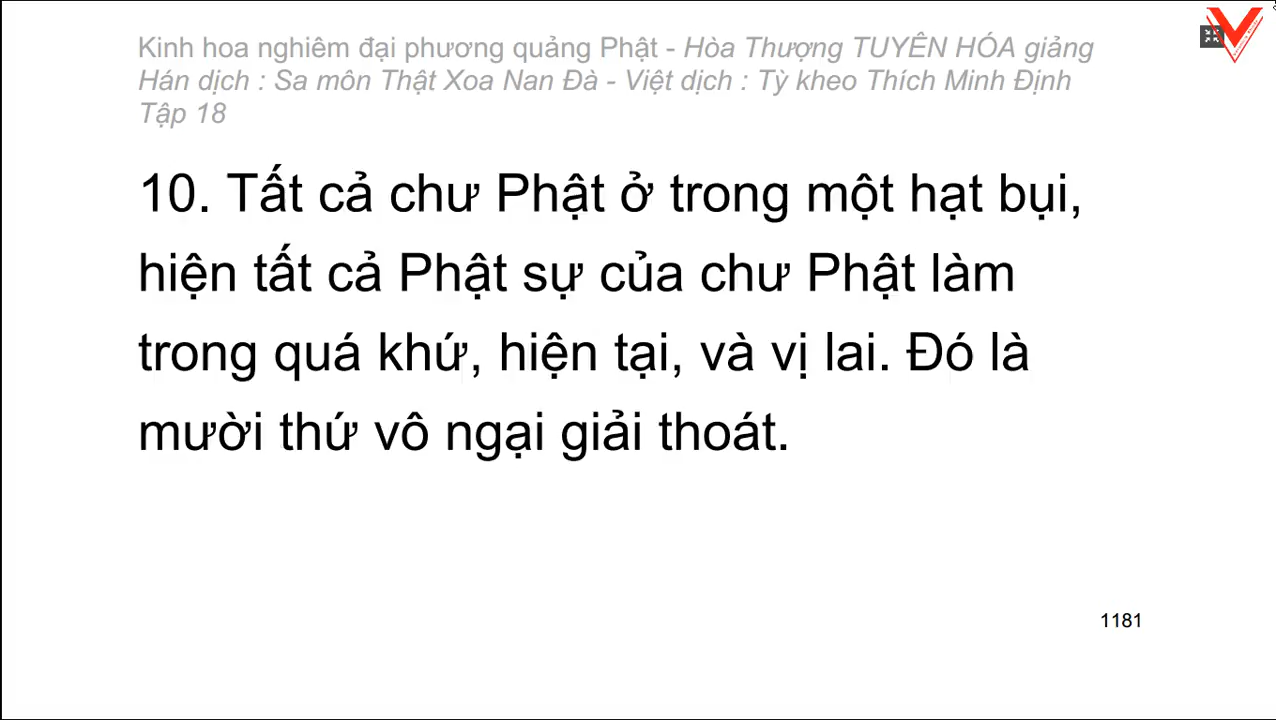 Kinh hoa nghiêm đại phương quảng Phật - Hòa Thượng TUYÊN HÓA giảng
Hán dịch : Sa môn Thật Xoa Nan Đà - Việt dịch : Tỳ kheo Thích Minh Định
Tập 18
10. Tất cả chư Phật ở trong một hạt bụi,
hiện tất cả Phật sự của chư Phật làm
trong quá khứ, hiện tại, và vị lai. Đó là
mười thứ vô ngại giải thoát.
1181